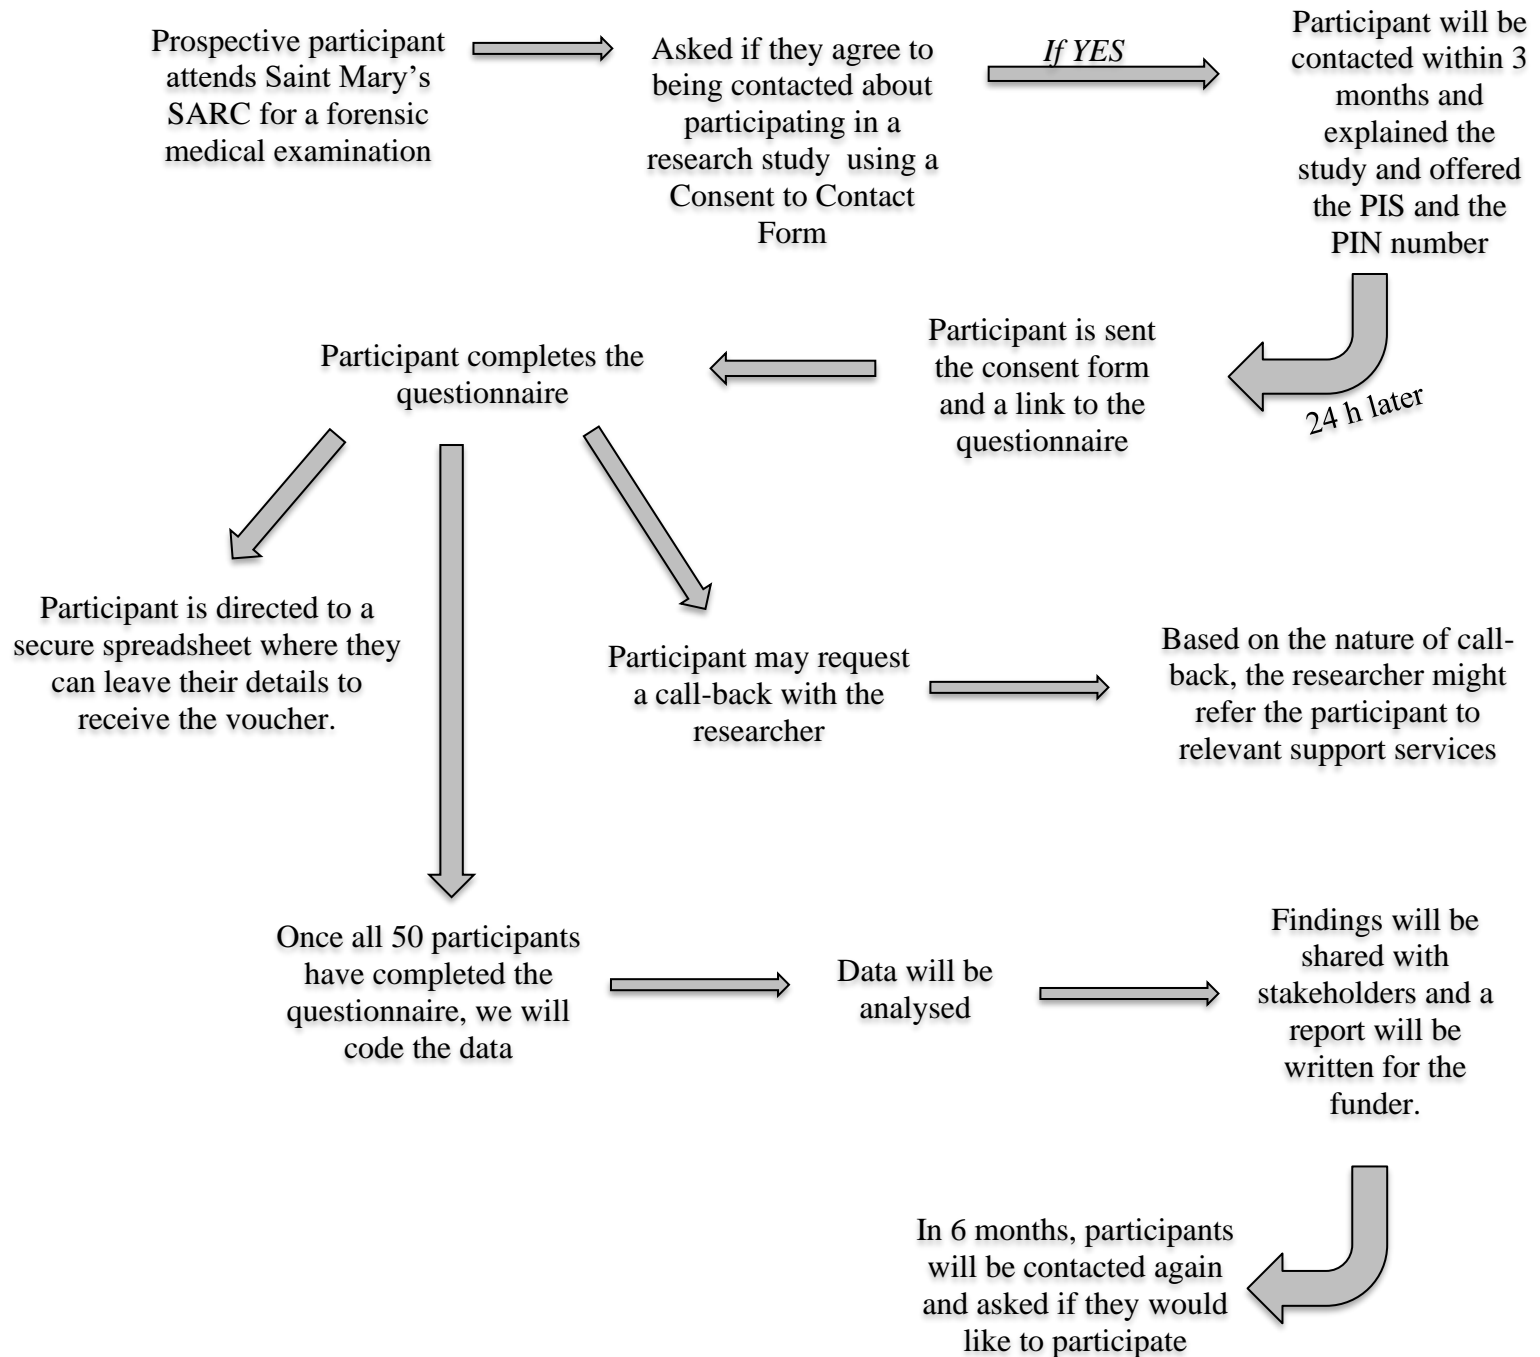 Prospective participant
attends Saint Mary’s
SARC for a forensic
medical examination
Asked if they agree to
being contacted about
participating in a
research study using a
Consent to Contact
Form
If YES
Participant will be
contacted within 3
months and
explained the
study and offered
the PIS and the
PIN number
24 h later
Participant is sent
the consent form
and a link to the
questionnaire
Participant completes the
questionnaire
Participant is directed to a
secure spreadsheet where they
can leave their details to
receive the voucher.
Participant may request
a call-back with the
researcher
Based on the nature of call-
back, the researcher might
refer the participant to
relevant support services
Once all 50 participants
have completed the
questionnaire, we will
code the data
Data will be
analysed
Findings will be
shared with
stakeholders and a
report will be
written for the
funder.
In 6 months, participants
will be contacted again
and asked if they would
like to participate